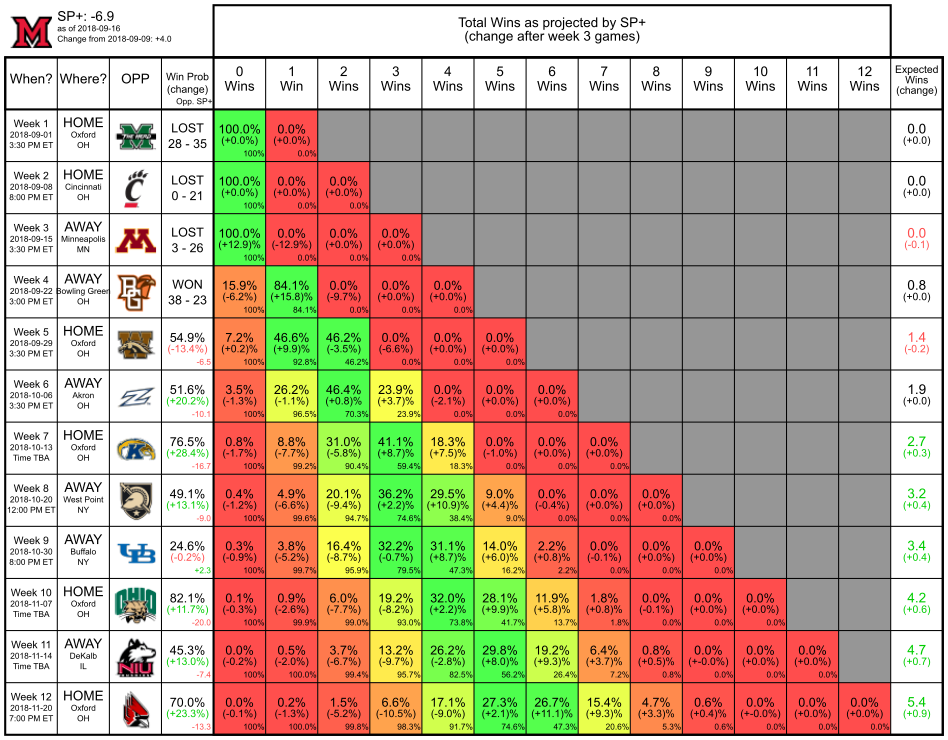 SP+: -6.9
as of 2018-09-16
Change from 2018-09-09: +4.0
Total Wins as projected by SP+
(change after week 3 games)
When? Where? OPP Win Prob (change) Opp. SP+ 0 Wins 1 Win 2 Wins 3 Wins 4 Wins 5 Wins 6 Wins 7 Wins 8 Wins 9 Wins 10 Wins 11 Wins 12 Wins Expected Wins (change)
Week 1 HOME LOST 100.0% 0.0% 0.0
2018-09-01 Oxford (+0.0%) (+0.0%) (+0.0)
3:30 PM ET OH 28 - 35 100% 0.0%
Week 2 HOME LOST 100.0% 0.0% 0.0% 0.0
2018-09-08 Cincinnati (+0.0%) (+0.0%) (+0.0%) (+0.0)
8:00 PM ET OH 0 - 21 100% 0.0% 0.0%
Week 3 AWAY LOST 100.0% 0.0% 0.0% 0.0% 0.0
2018-09-15 Minneapolis (+12.9)% (-12.9)% (+0.0%) (+0.0%) (-0.1)
3:30 PM ET MN 3 - 26 100% 0.0% 0.0% 0.0%
Week 4 AWAY WON 15.9% 84.1% 0.0% 0.0% 0.0% 0.8
2018-09-22 Bowling Green (-6.2%) (+15.8)% (-9.7%) (+0.0%) (+0.0%) (+0.0)
3:00 PM ET OH 38 - 23 100% 84.1% 0.0% 0.0% 0.0%
Week 5 HOME 54.9% 7.2% 46.6% 46.2% 0.0% 0.0% 1.4
2018-09-29 Oxford (-13.4%) (+0.2)% (+9.9%) (-3.5%) (-6.6%) (+0.0%) (-0.2)
3:30 PM ET OH -6.5 100% 92.8% 46.2% 0.0% 0.0%
Week 6 AWAY 51.6% 3.5% 26.2% 46.4% 23.9% 0.0% 0.0% 0.0% 1.9
2018-10-06 Akron (+20.2%) (-1.3%) (-1.1%) (+0.8)% (+3.7%) (-2.1%) (+0.0%) (+0.0%) (+0.0)
3:30 PM ET OH -10.1 100% 96.5% 70.3% 23.9% 0.0% 0.0% 0.0%
Week 7 HOME 76.5% 0.8% 8.8% 31.0% 41.1% 18.3% 0.0% 0.0% 0.0% 2.7
2018-10-13 Oxford (+28.4%) (-1.7%) (-7.7%) (-5.8%) (+8.7%) (+7.5%) (-1.0%) (+0.0%) (+0.0%) (+0.3)
Time TBA OH -16.7 100% 99.2% 90.4% 59.4% 18.3% 0.0% 0.0% 0.0%
Week 8 AWAY 49.1% 0.4% 4.9% 20.1% 36.2% 29.5% 9.0% 0.0% 0.0% 0.0% 3.2
2018-10-20 West Point (+13.1%) (-1.2%) (-6.6%) (-9.4%) (+2.2)% (+10.9)% (+4.4%) (-0.4%) (+0.0%) (+0.0%) (+0.4)
12:00 PM ET NY -9.0 100% 99.6% 94.7% 74.6% 38.4% 9.0% 0.0% 0.0% 0.0%
Week 9 AWAY 24.6% 0.3% 3.8% 16.4% 32.2% 31.1% 14.0% 2.2% 0.0% 0.0% 0.0% 3.4
2018-10-30 Buffalo (-0.2%) (-0.9%) (-5.2%) (-8.7%) (-0.7%) (+8.7%) (+6.0)% (+0.8)% (-0.1%) (+0.0%) (+0.0%) (+0.4)
8:00 PM ET NY +2.3 100% 99.7% 95.9% 79.5% 47.3% 16.2% 2.2% 0.0% 0.0% 0.0%
Week 10 HOME 82.1% 0.1% 0.9% 6.0% 19.2% 32.0% 28.1% 11.9% 1.8% 0.0% 0.0% 0.0% 4.2
2018-11-07 Oxford (+11.7%) (-0.3%) (-2.6%) (-7.7%) (-8.2%) (+2.2)% (+9.9%) (+5.8)% (+0.8)% (-0.1%) (+0.0%) (+0.0%) (+0.6)
Time TBA OH -20.0 100% 99.9% 99.0% 93.0% 73.8% 41.7% 13.7% 1.8% 0.0% 0.0% 0.0%
Week 11 AWAY 45.3% 0.0% 0.5% 3.7% 13.2% 26.2% 29.8% 19.2% 6.4% 0.8% 0.0% 0.0% 0.0% 4.7
2018-11-14 DeKalb (+13.0%) (-0.2%) (-2.0%) (-6.7%) (-9.7%) (-2.8%) (+8.0)% (+9.3)% (+3.7)% (+0.5)% (+-0.0%) (+0.0%) (+0.0%) (+0.7)
Time TBA IL -7.4 100% 100.0% 99.4% 95.7% 82.5% 56.2% 26.4% 7.2% 0.8% 0.0% 0.0% 0.0%
Week 12 HOME 70.0% 0.0% 0.2% 1.5% 6.6% 17.1% 27.3% 26.7% 15.4% 4.7% 0.6% 0.0% 0.0% 0.0% 5.4
2018-11-20 Oxford (+23.3%) (-0.1%) (-1.3%) (-5.2%) (-10.5%) (-9.0%) (+2.1)% (+11.1)% (+9.3)% (+3.3)% (+0.4)% (+-0.0%) (+0.0%) (+0.0%) (+0.9)
7:00 PM ET OH -13.3 100% 100.0% 99.8% 98.3% 91.7% 74.6% 47.3% 20.6% 5.3% 0.6% 0.0% 0.0% 0.0%